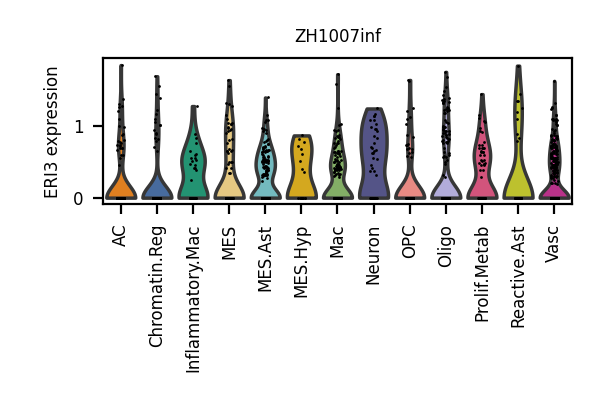 ZH1007inf
ERI3 expression
1
0
AC
Chromatin.Reg
Inflammatory.Mac
MES
MES.Ast
MES.Hyp
Mac
Neuron
OPC
Oligo
Prolif.Metab
Reactive.Ast
Vasc